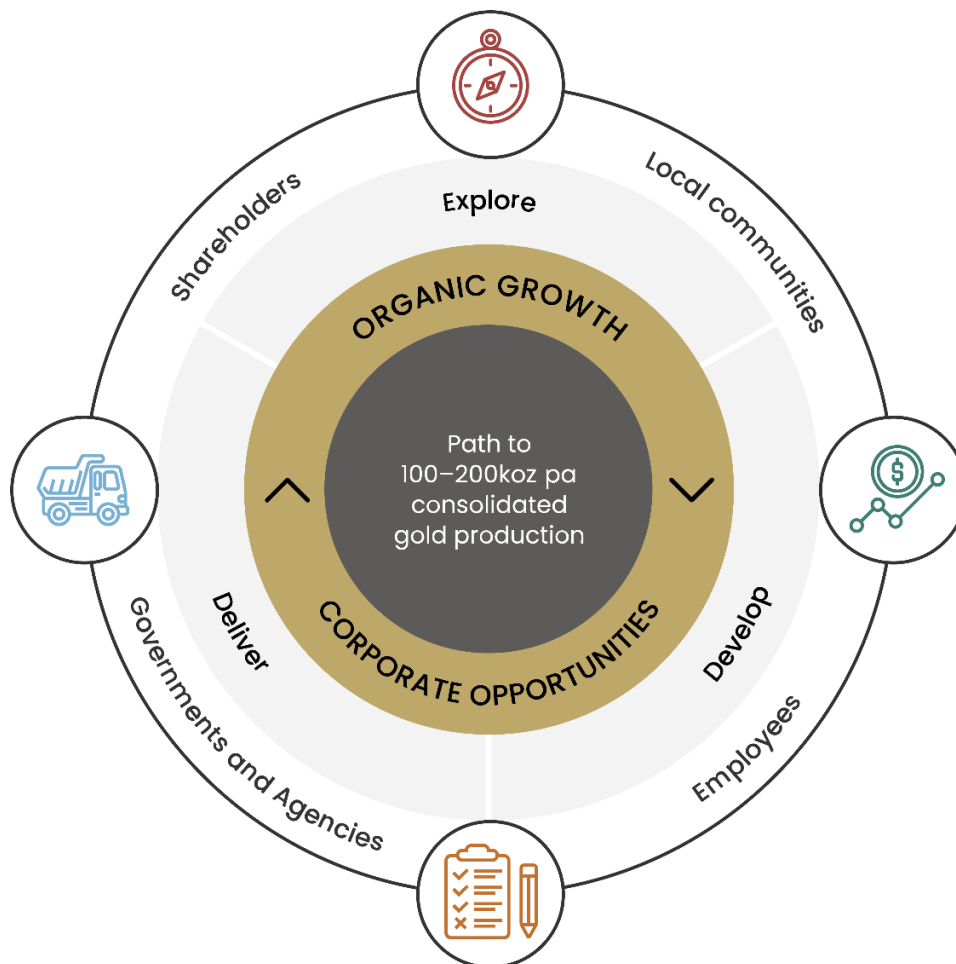 Explore
Shareholders
Local communities
ORGANIC GROWTH
Path to
100–200koz pa
consolidated
gold production
Deliver
CORPORATE OPPORTUNITIES
Develop
Governments and Agencies
Employees
$